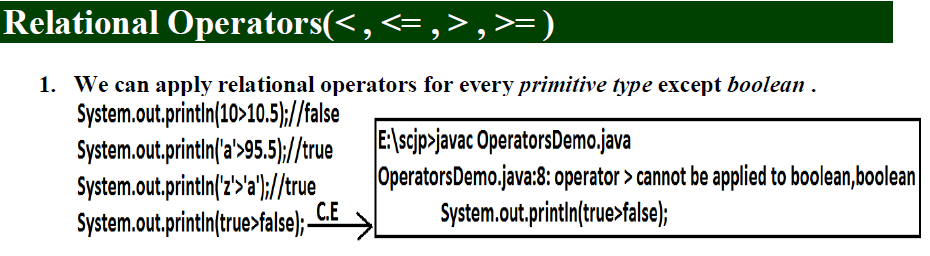 Relational Operators(< , <= , > , >= )
1. We can apply relational operators for every primitive type except boolean .
System.out.println(10>10.5);//false
System.out.println('a'>95.5);//true
System.out.println('z'>'a');//true
System.out.println(true>false); C.E
E:\scjp>javac OperatorsDemo.java
OperatorsDemo.java:8: operator > cannot be applied to boolean,boolean
System.out.println(true>false);